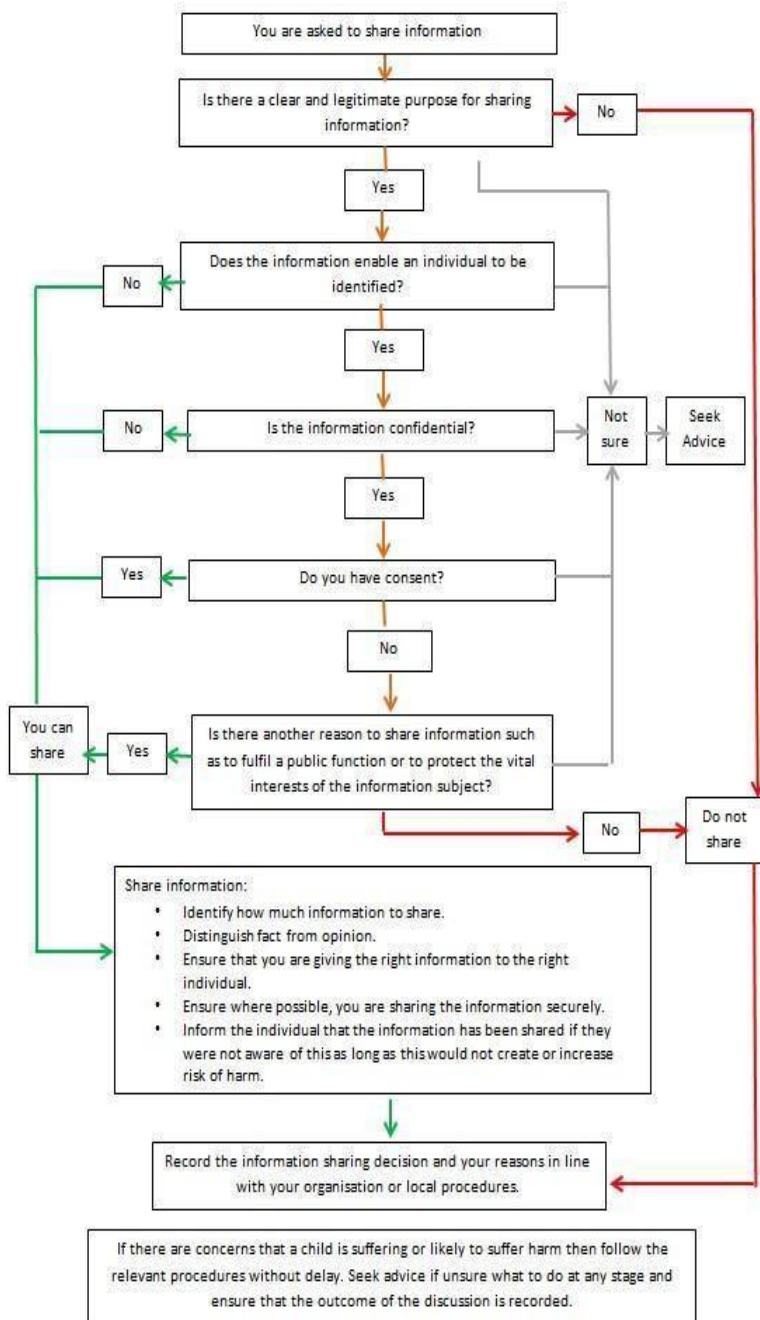 You are asked to share information
Is there a clear and legitimate purpose for sharing
information?
No
Yes
Does the information enable an individual to be
identified?
No
Yes
Is the information confidential?
No
Not
sure
Seek
Advice
Yes
Do you have consent?
Yes
No
Is there another reason to share information such
as to fulfil a public function or to protect the vital
interests of the information subject?
Yes
You can
share
No
Do not
share
Share information:
• Identify how much information to share.
• Distinguish fact from opinion.
• Ensure that you are giving the right information to the right
individual.
• Ensure where possible, you are sharing the information securely.
• Inform the individual that the information has been shared if they
were not aware of this as long as this would not create or increase
risk of harm.
Record the information sharing decision and your reasons in line
with your organisation or local procedures.
If there are concerns that a child is suffering or likely to suffer harm then follow the
relevant procedures without delay. Seek advice if unsure what to do at any stage and
ensure that the outcome of the discussion is recorded.